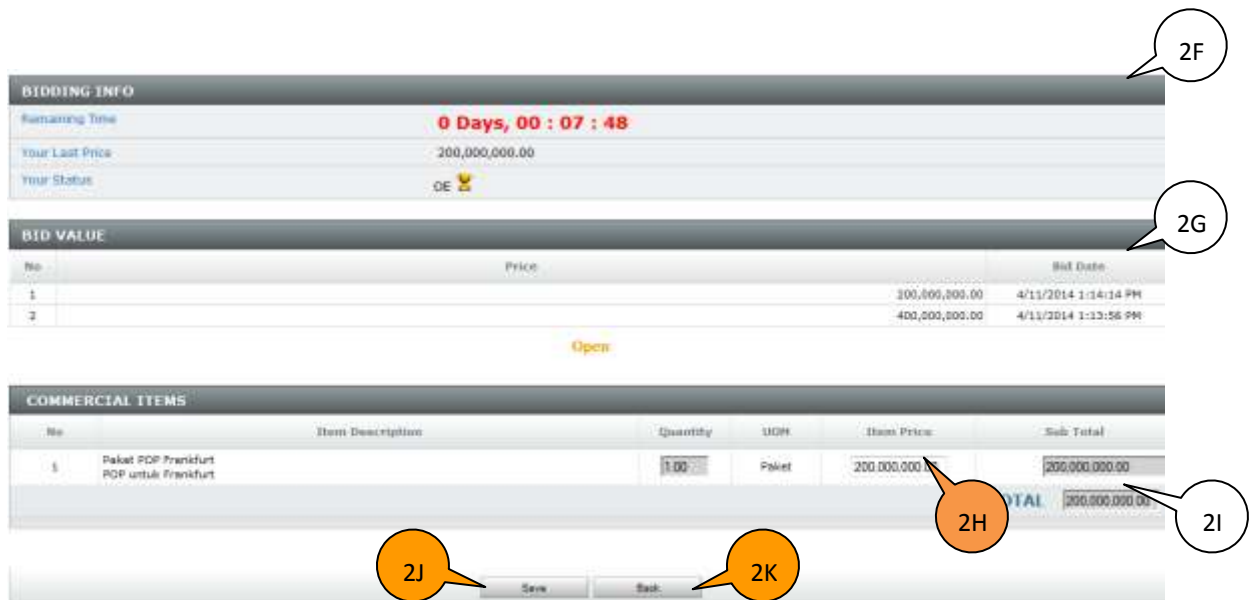 2F
BIDDING INFO
Remaining Time 0 Days, 00 : 07 : 48
Your Last Price 200,000,000.00
Your Status OE
2G
BID VALUE
No Price Bid Date
1 200,000,000.00 4/11/2014 1:14:14 PM
2 400,000,000.00 4/11/2014 1:13:56 PM
Open
COMMERCIAL ITEMS
No Item Description Quantity UOM Item Price Sub Total
1 Paket POP Frankfurt 1.00 Paket 200.000.000 200.000.000.00
POP untuk Frankfurt
OTAL 200.000.000.00
2H
2I
2J
Save Back
2K